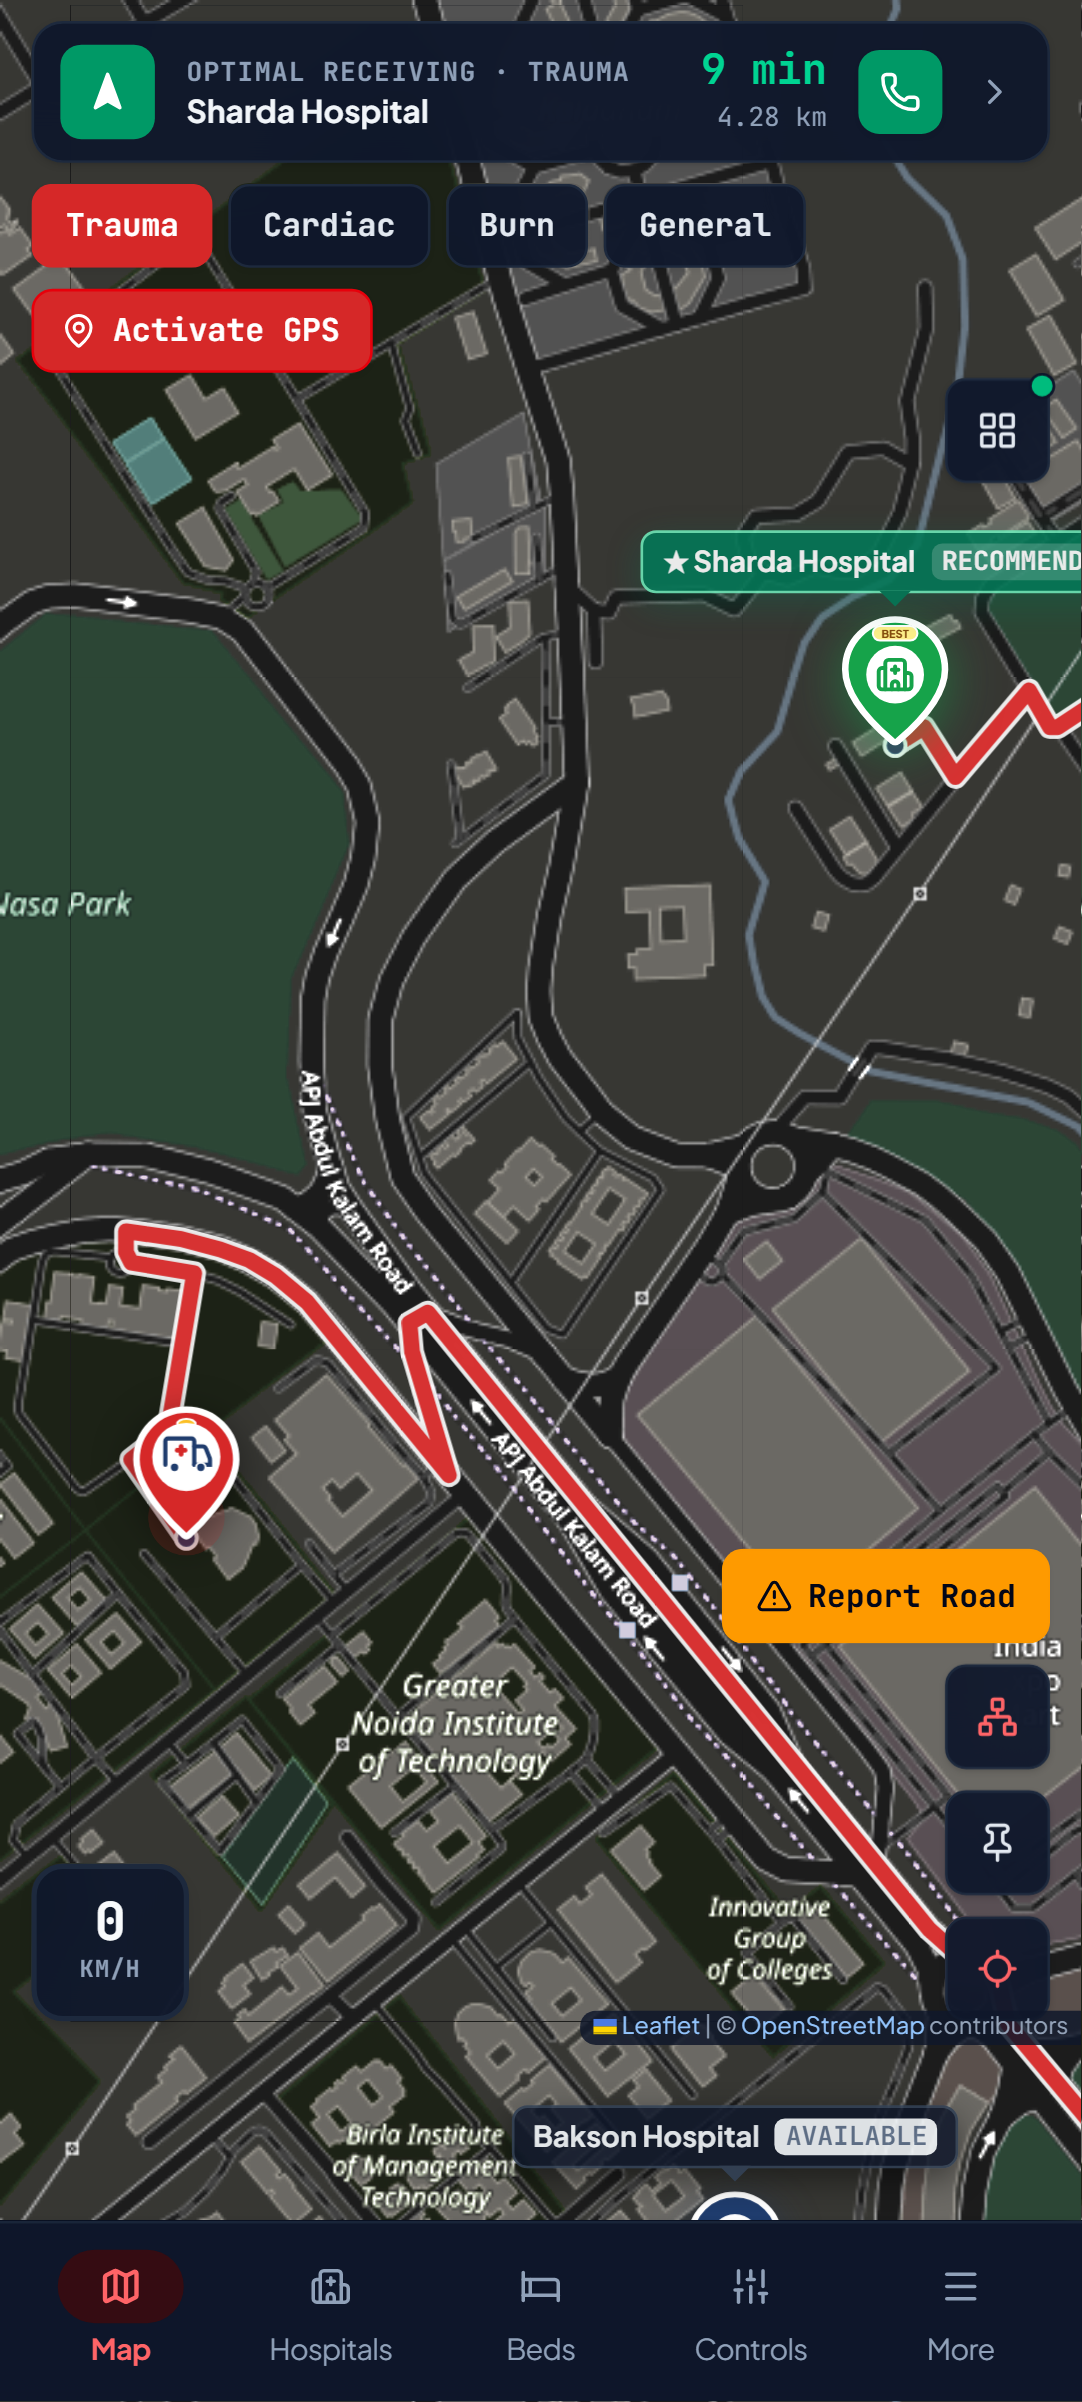 OPTIMAL RECEIVING · TRAUMA
Sharda Hospital
9 min
4.28 km
Trauma
Cardiac
Burn
General
Activate GPS
★ Sharda Hospital RECOMMEND
BEST
Nasa Park
APJ Abdul Kalam Road
APJ Abdul Kalam Road
Report Road
India
Greater
Noida Institute
of Technology
0
KM/H
Innovative
Group
of Colleges
Leaflet | © OpenStreetMap contributors
Bakson Hospital AVAILABLE
Birla Institute
of Management
Technology
Map
Hospitals
Beds
Controls
More